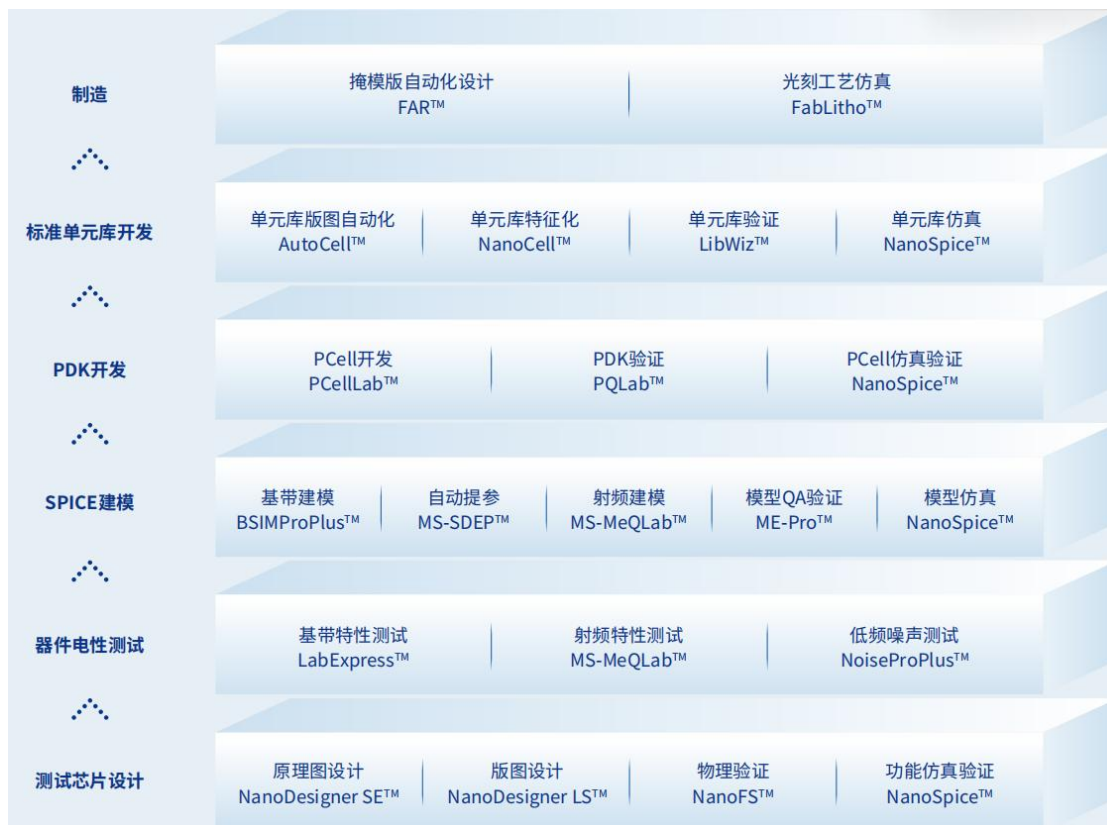 制造
掩模版自动化设计
FAR™
光刻工艺仿真
FabLitho™
标准单元库开发
单元库版图自动化
AutoCell™
单元库特征化
NanoCell™
单元库验证
LibWiz™
单元库仿真
NanoSpice™
PDK开发
PCell开发
PCellLab™
PDK验证
PQLab™
PCell仿真验证
NanoSpice™
SPICE建模
基带建模
BSIMProPlus™
自动提参
MS-SDEP™
射频建模
MS-MeQLab™
模型QA验证
ME-Pro™
模型仿真
NanoSpice™
器件电性测试
基带特性测试
LabExpress™
射频特性测试
MS-MeQLab™
低频噪声测试
NoiseProPlus™
测试芯片设计
原理图设计
NanoDesigner SE™
版图设计
NanoDesigner LS™
物理验证
NanoFS™
功能仿真验证
NanoSpice™